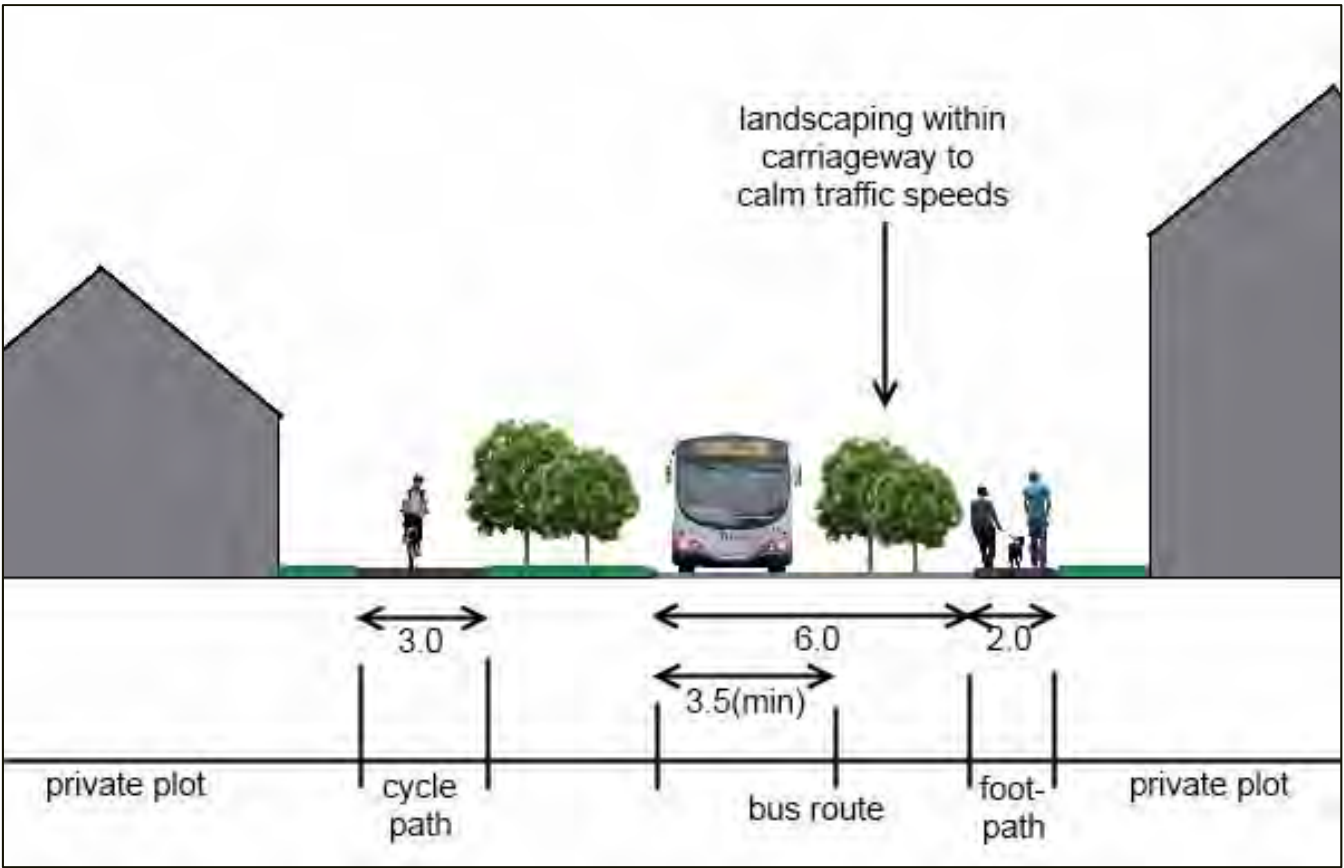 landscaping within
carriageway to
calm traffic speeds
3.0
6.0
2.0
3.5(min)
private plot
cycle
path
bus route
foot-
path
private plot